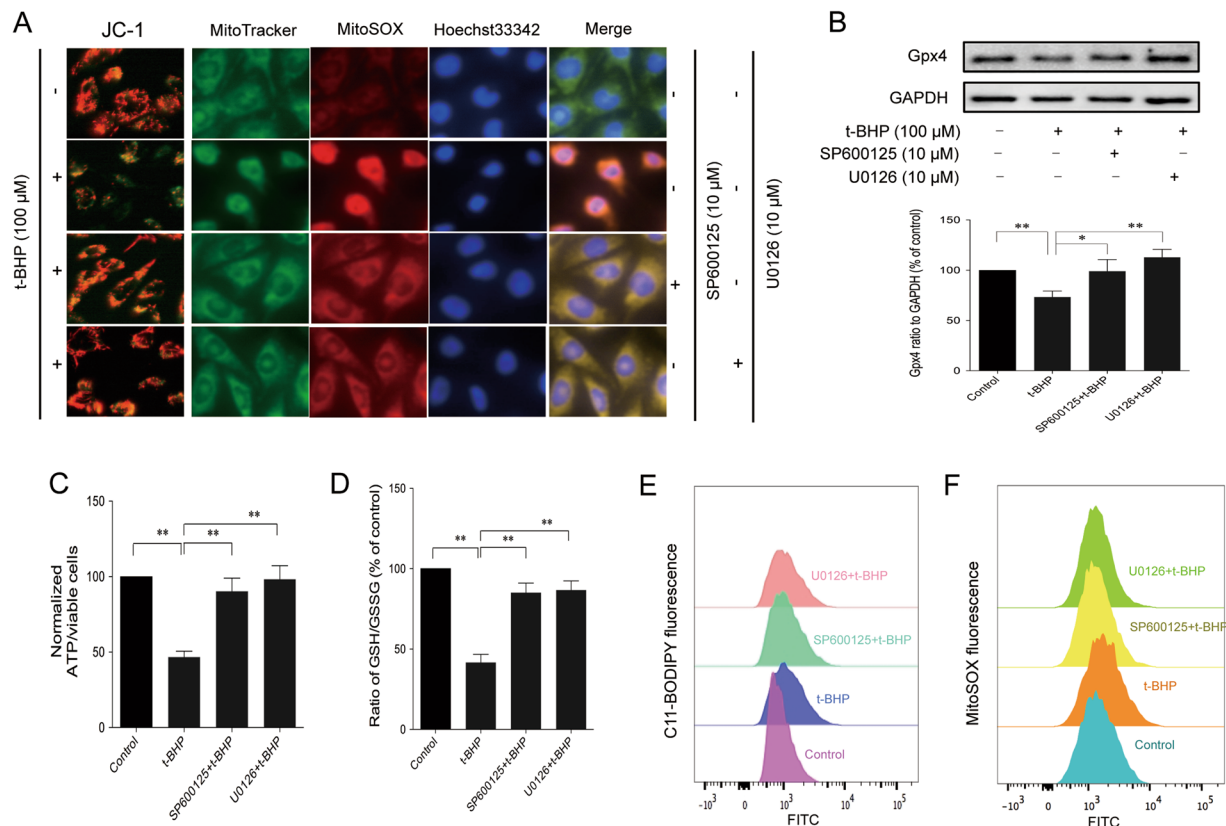 A
JC-1
MitoTracker
MitoSOX
Hoechst33342
Merge
t-BHP (100 μM)
-
+
+
+
-
-
+
-
SP600125 (10 μM)
-
-
-
+
U0126 (10 μM)
B
Gpx4
GAPDH
t-BHP (100 μM) – + + +
SP600125 (10 μM) – – + –
U0126 (10 μM) – – – +
Gpx4 ratio to GAPDH (% of control)
150
100
50
0
** * **
Control
t-BHP
SP600125+t-BHP
U0126+t-BHP
C
Normalized
ATP/viable cells
150
100
50
0
** ** **
Control
t-BHP
SP600125+t-BHP
U0126+t-BHP
D
Ratio of GSH/GSSG (% of control)
150
100
50
0
** ** **
Control
t-BHP
SP600125+t-BHP
U0126+t-BHP
E
C11-BODIPY fluorescence
U0126+t-BHP
SP600125+t-BHP
t-BHP
Control
-10³ 0 10³ 10⁴ 10⁵
FITC
F
MitoSOX fluorescence
U0126+t-BHP
SP600125+t-BHP
t-BHP
Control
-10³ 0 10³ 10⁴ 10⁵
FITC